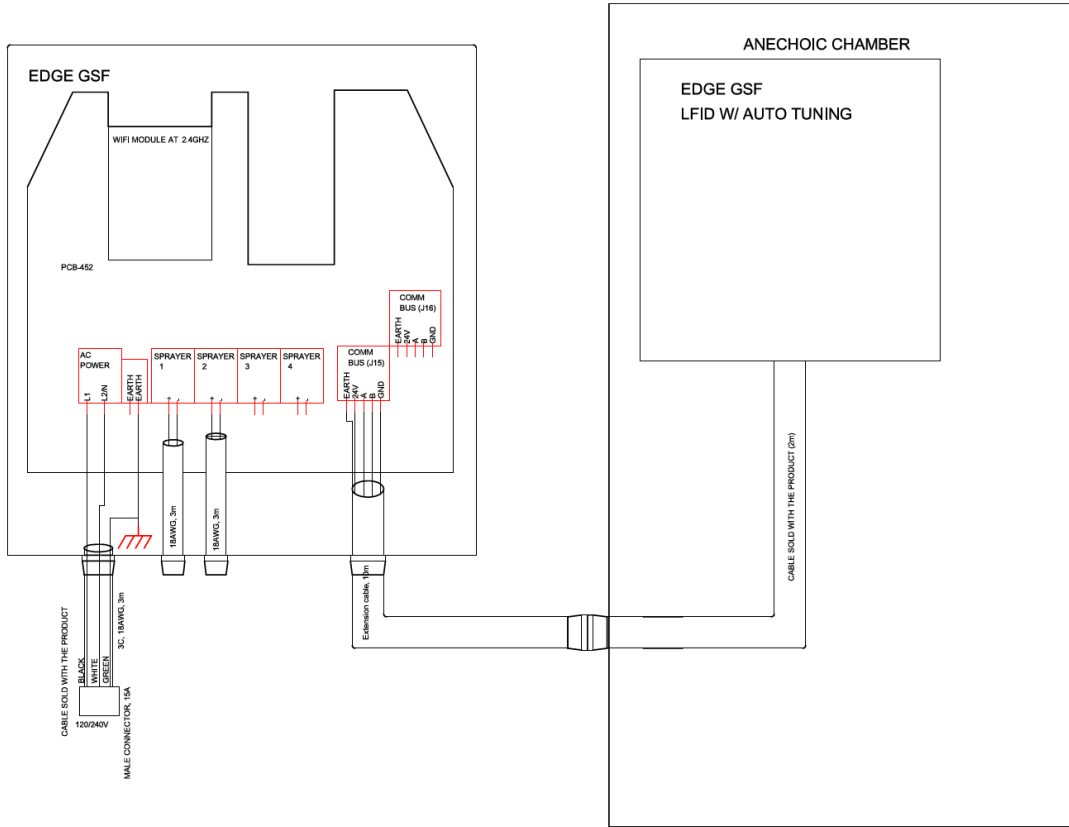 ANECHOIC CHAMBER
EDGE GSF
LFID W/ AUTO TUNING
EDGE GSF
WIFI MODULE AT 2.4GHZ
PCB-452
COMM
BUS (J16)
EARTH
24V
A
B
GND
COMM
BUS (J15)
EARTH
24V
A
B
GND
AC
POWER
L1
L2/N
EARTH
EARTH
SPRAYER
1
+
-
SPRAYER
2
+
-
SPRAYER
3
+
-
SPRAYER
4
+
-
18AWG, 3m
18AWG, 3m
Extension cable, 10m
CABLE SOLD WITH THE PRODUCT (2m)
CABLE SOLD WITH THE PRODUCT
BLACK
WHITE
GREEN
3C, 18AWG, 3m
MALE CONNECTOR, 15A
120/240V